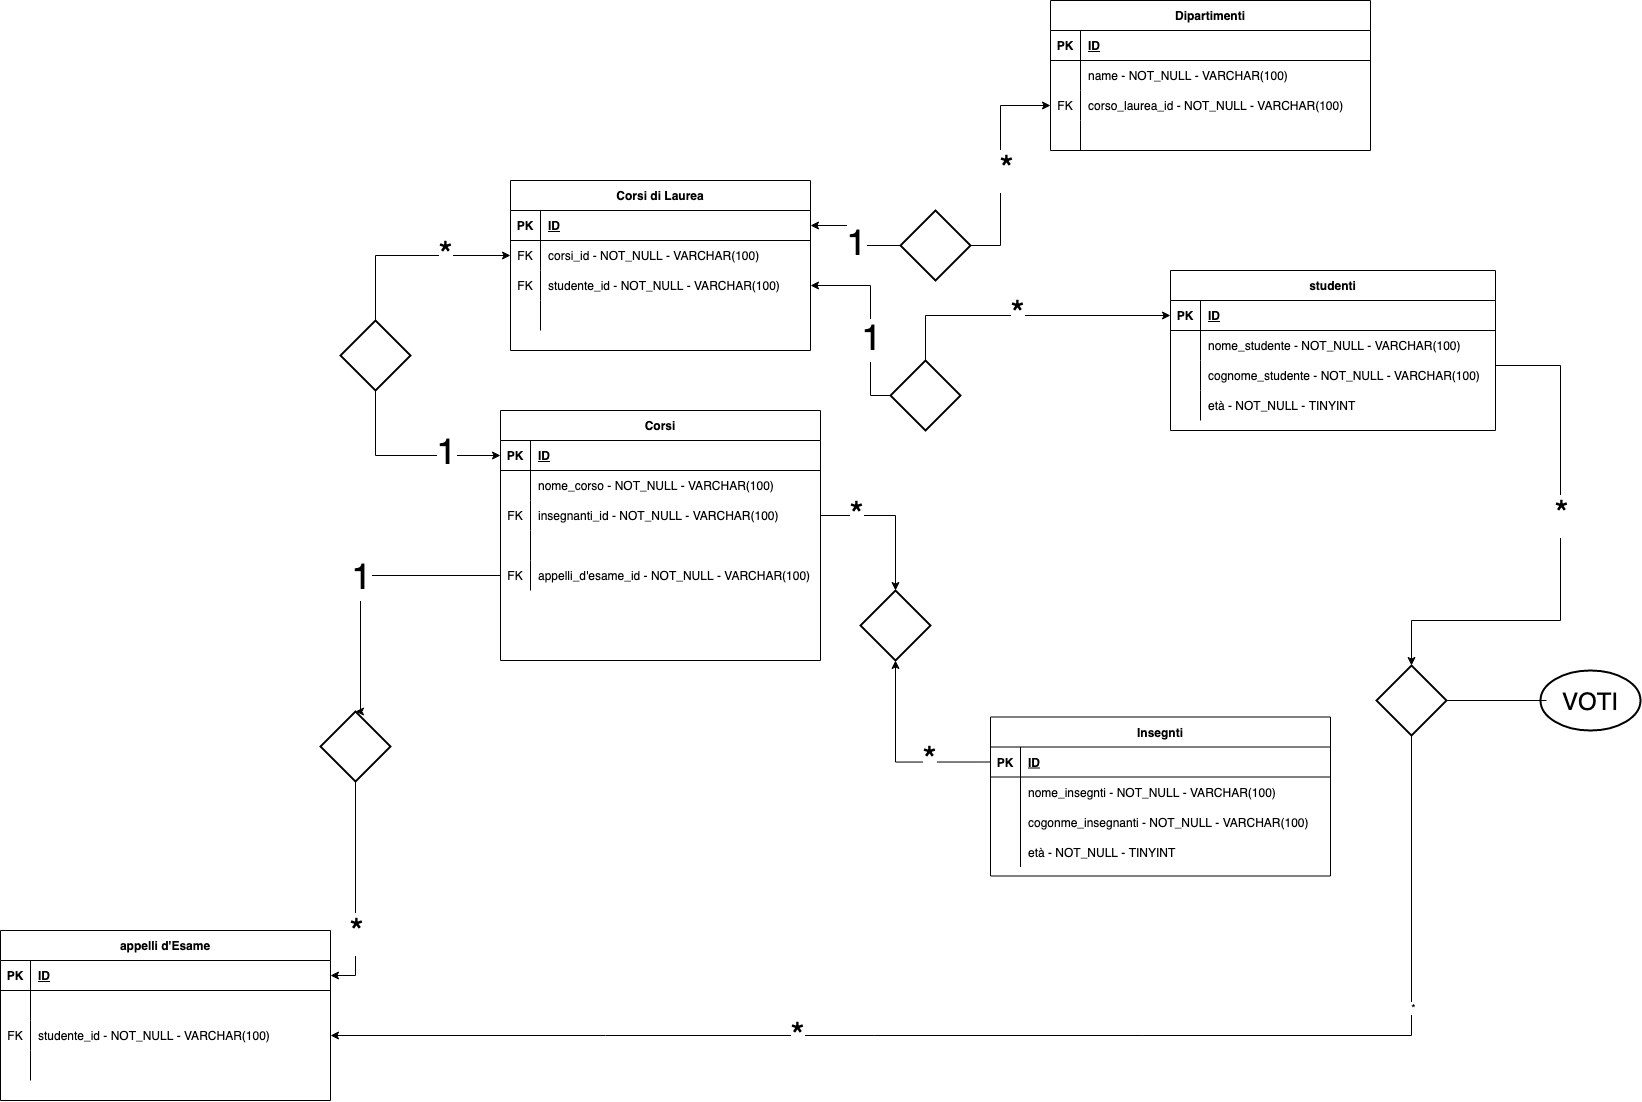 Dipartimenti
PK ID
name - NOT_NULL - VARCHAR(100)
FK corso_laurea_id - NOT_NULL - VARCHAR(100)
*
Corsi di Laurea
PK ID
FK corsi_id - NOT_NULL - VARCHAR(100)
FK studente_id - NOT_NULL - VARCHAR(100)
1
*
1
*
studenti
PK ID
nome_studente - NOT_NULL - VARCHAR(100)
cognome_studente - NOT_NULL - VARCHAR(100)
età - NOT_NULL - TINYINT
1
Corsi
PK ID
nome_corso - NOT_NULL - VARCHAR(100)
FK insegnanti_id - NOT_NULL - VARCHAR(100)
FK appelli_d'esame_id - NOT_NULL - VARCHAR(100)
*
*
1
VOTI
Insegnti
PK ID
nome_insegnti - NOT_NULL - VARCHAR(100)
cogonme_insegnanti - NOT_NULL - VARCHAR(100)
età - NOT_NULL - TINYINT
*
*
appelli d'Esame
PK ID
FK studente_id - NOT_NULL - VARCHAR(100)
*
*